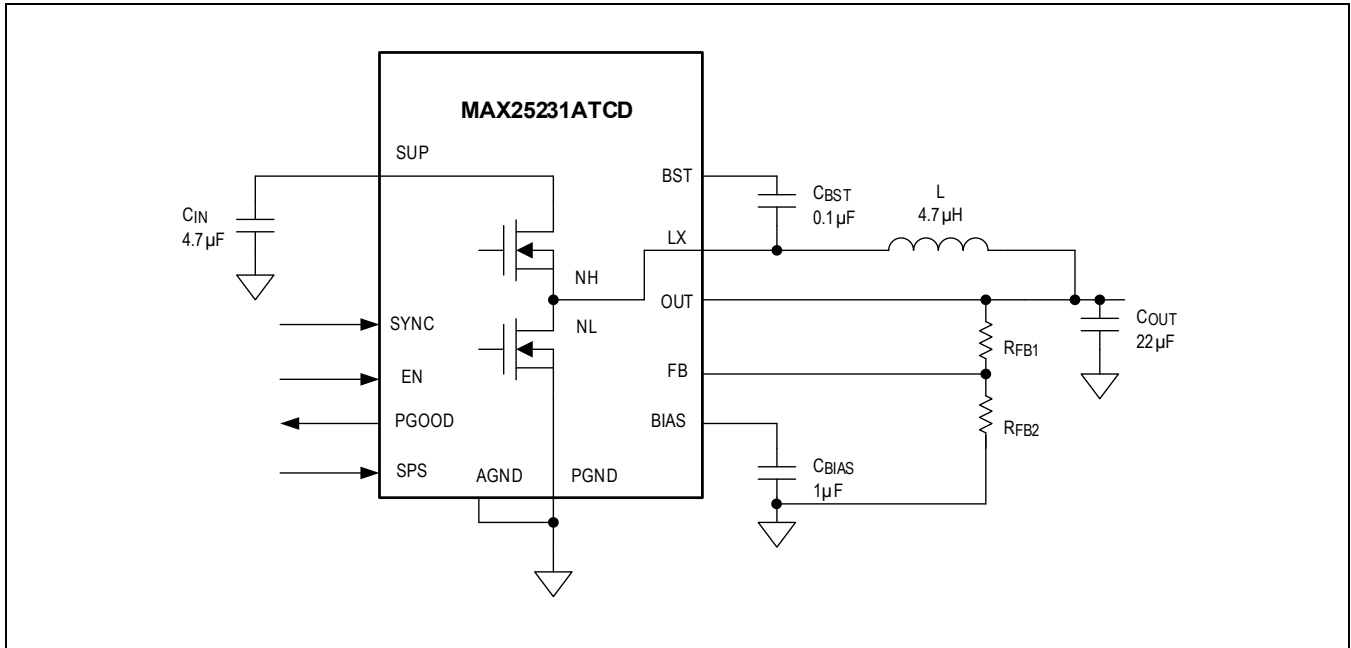 MAX25231ATCD
SUP
BST
CBST
0.1µF
L
4.7µH
CIN
4.7µF
LX
NH
OUT
SYNC
NL
COUT
22µF
RFB1
EN
FB
PGOOD
BIAS
RFB2
SPS
AGND
PGND
CBIAS
1µF